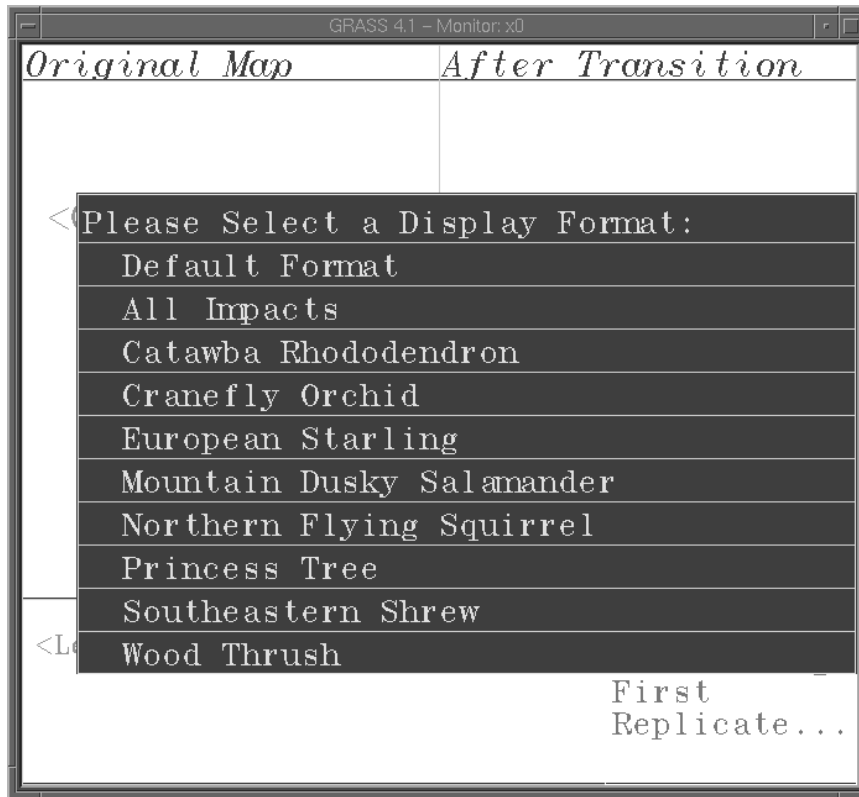 GRASS 4.1 – Monitor: x0
Original Map
After Transition
Please Select a Display Format:
Default Format
All Impacts
Catawba Rhododendron
Cranefly Orchid
European Starling
Mountain Dusky Salamander
Northern Flying Squirrel
Princess Tree
Southeastern Shrew
Wood Thrush
First
Replicate...